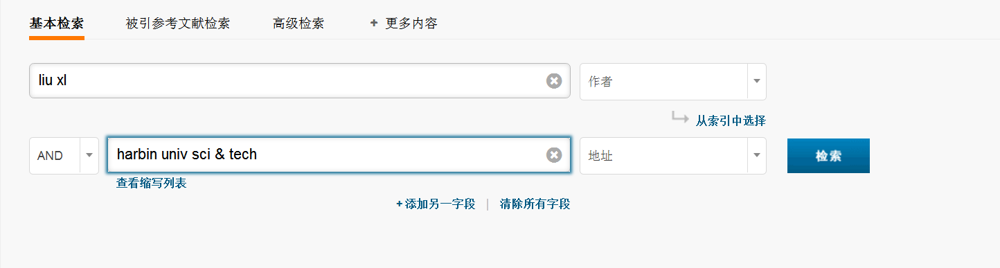 基本检索 被引参考文献检索 高级检索 + 更多内容
liu xl 作者
从索引中选择
AND harbin univ sci & tech 地址 检索
查看缩写列表
+添加另一字段 | 清除所有字段